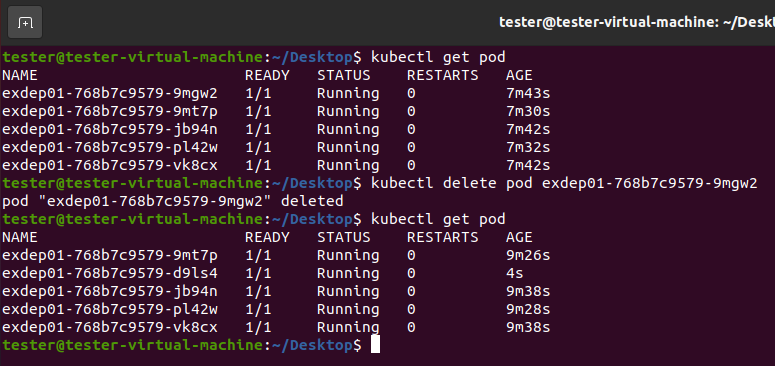 tester@tester-virtual-machine: ~/Deskt
tester@tester-virtual-machine:~/Desktop$ kubectl get pod
NAME                      READY   STATUS    RESTARTS   AGE
exdep01-768b7c9579-9mgw2   1/1     Running   0          7m43s
exdep01-768b7c9579-9mt7p   1/1     Running   0          7m30s
exdep01-768b7c9579-jb94n   1/1     Running   0          7m42s
exdep01-768b7c9579-pl42w   1/1     Running   0          7m32s
exdep01-768b7c9579-vk8cx   1/1     Running   0          7m42s
tester@tester-virtual-machine:~/Desktop$ kubectl delete pod exdep01-768b7c9579-9mgw2
pod "exdep01-768b7c9579-9mgw2" deleted
tester@tester-virtual-machine:~/Desktop$ kubectl get pod
NAME                      READY   STATUS    RESTARTS   AGE
exdep01-768b7c9579-9mt7p   1/1     Running   0          9m26s
exdep01-768b7c9579-d9ls4   1/1     Running   0          4s
exdep01-768b7c9579-jb94n   1/1     Running   0          9m38s
exdep01-768b7c9579-pl42w   1/1     Running   0          9m28s
exdep01-768b7c9579-vk8cx   1/1     Running   0          9m38s
tester@tester-virtual-machine:~/Desktop$